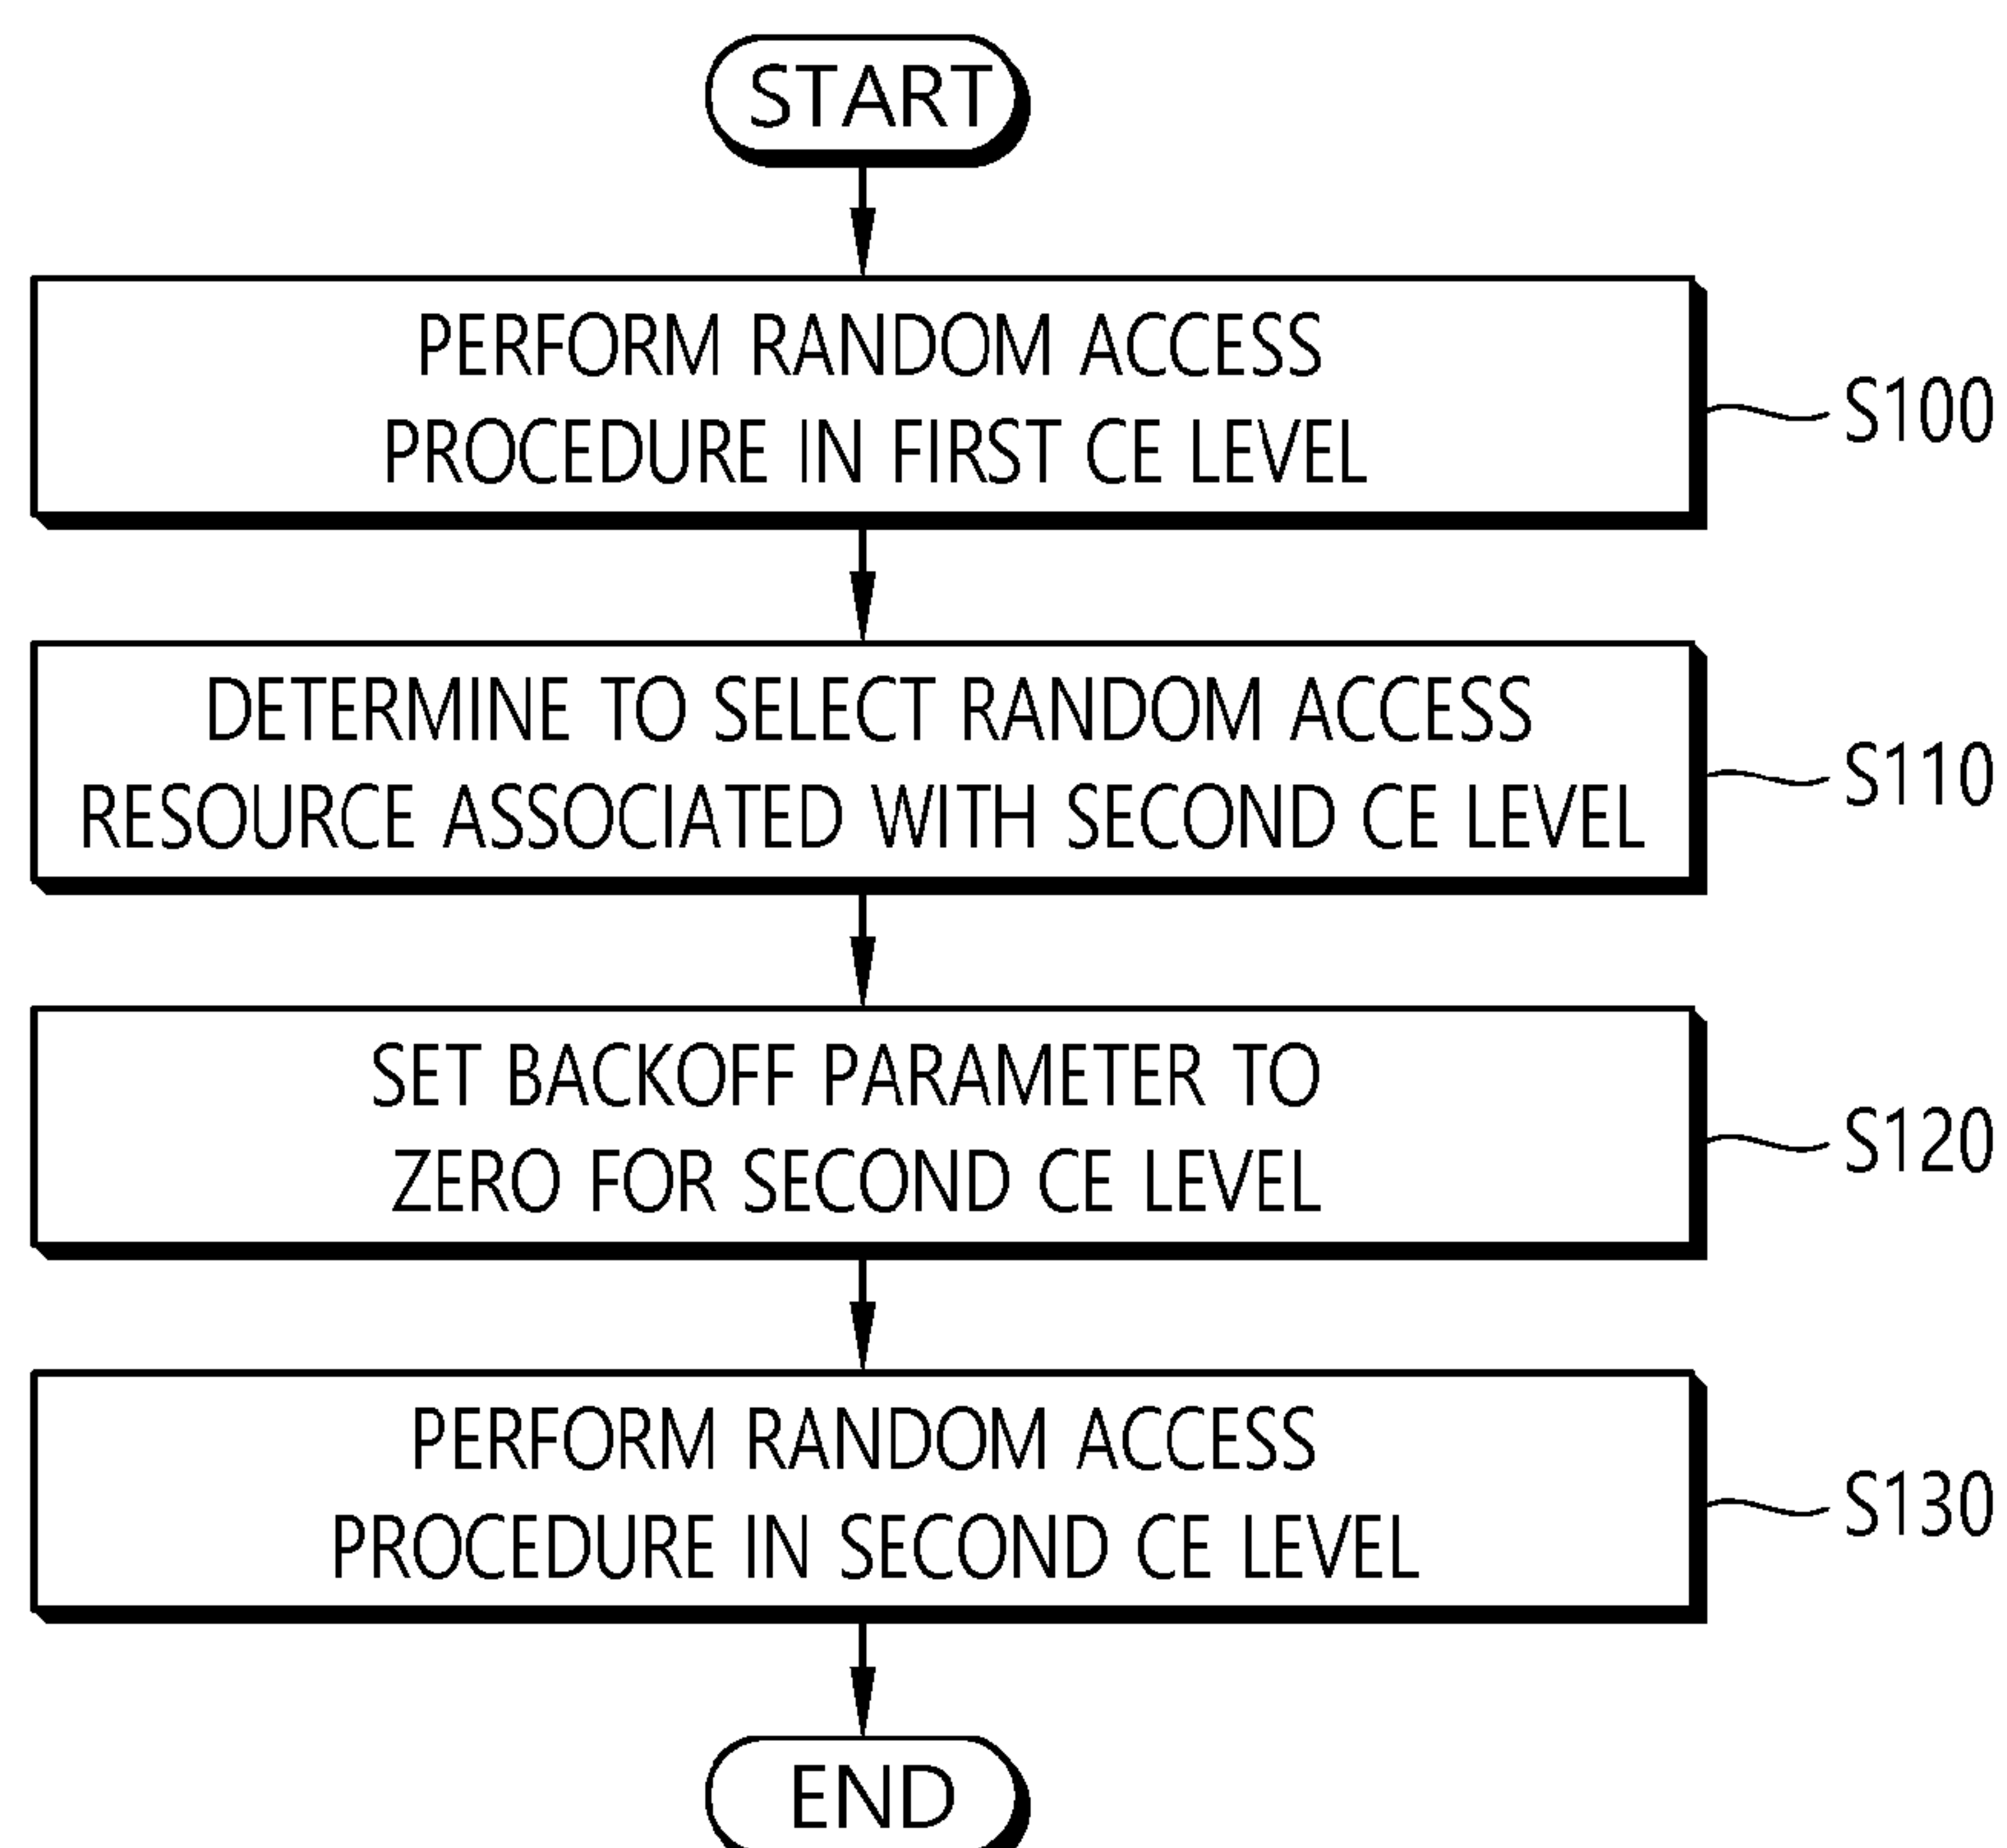 START
PERFORM RANDOM ACCESS
PROCEDURE IN FIRST CE LEVEL
S100
DETERMINE TO SELECT RANDOM ACCESS
RESOURCE ASSOCIATED WITH SECOND CE LEVEL
S110
SET BACKOFF PARAMETER TO
ZERO FOR SECOND CE LEVEL
S120
PERFORM RANDOM ACCESS
PROCEDURE IN SECOND CE LEVEL
S130
END